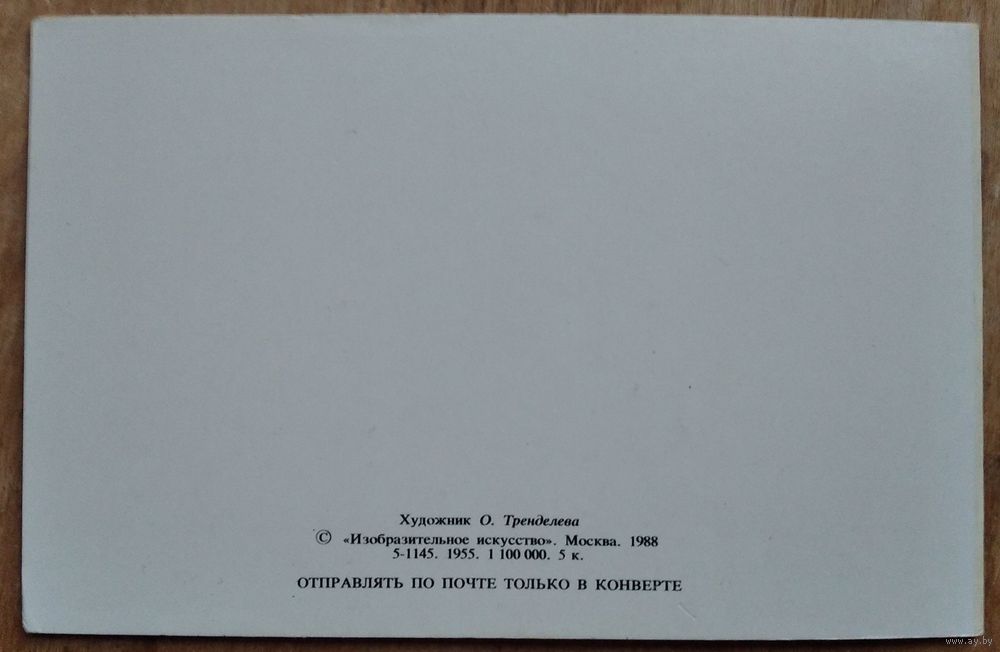 Художник О. Тренделева
© «Изобразительное искусство». Москва. 1988
5-1145. 1955. 1 100 000. 5 к.
ОТПРАВЛЯТЬ ПО ПОЧТЕ ТОЛЬКО В КОНВЕРТЕ
www.ay.by